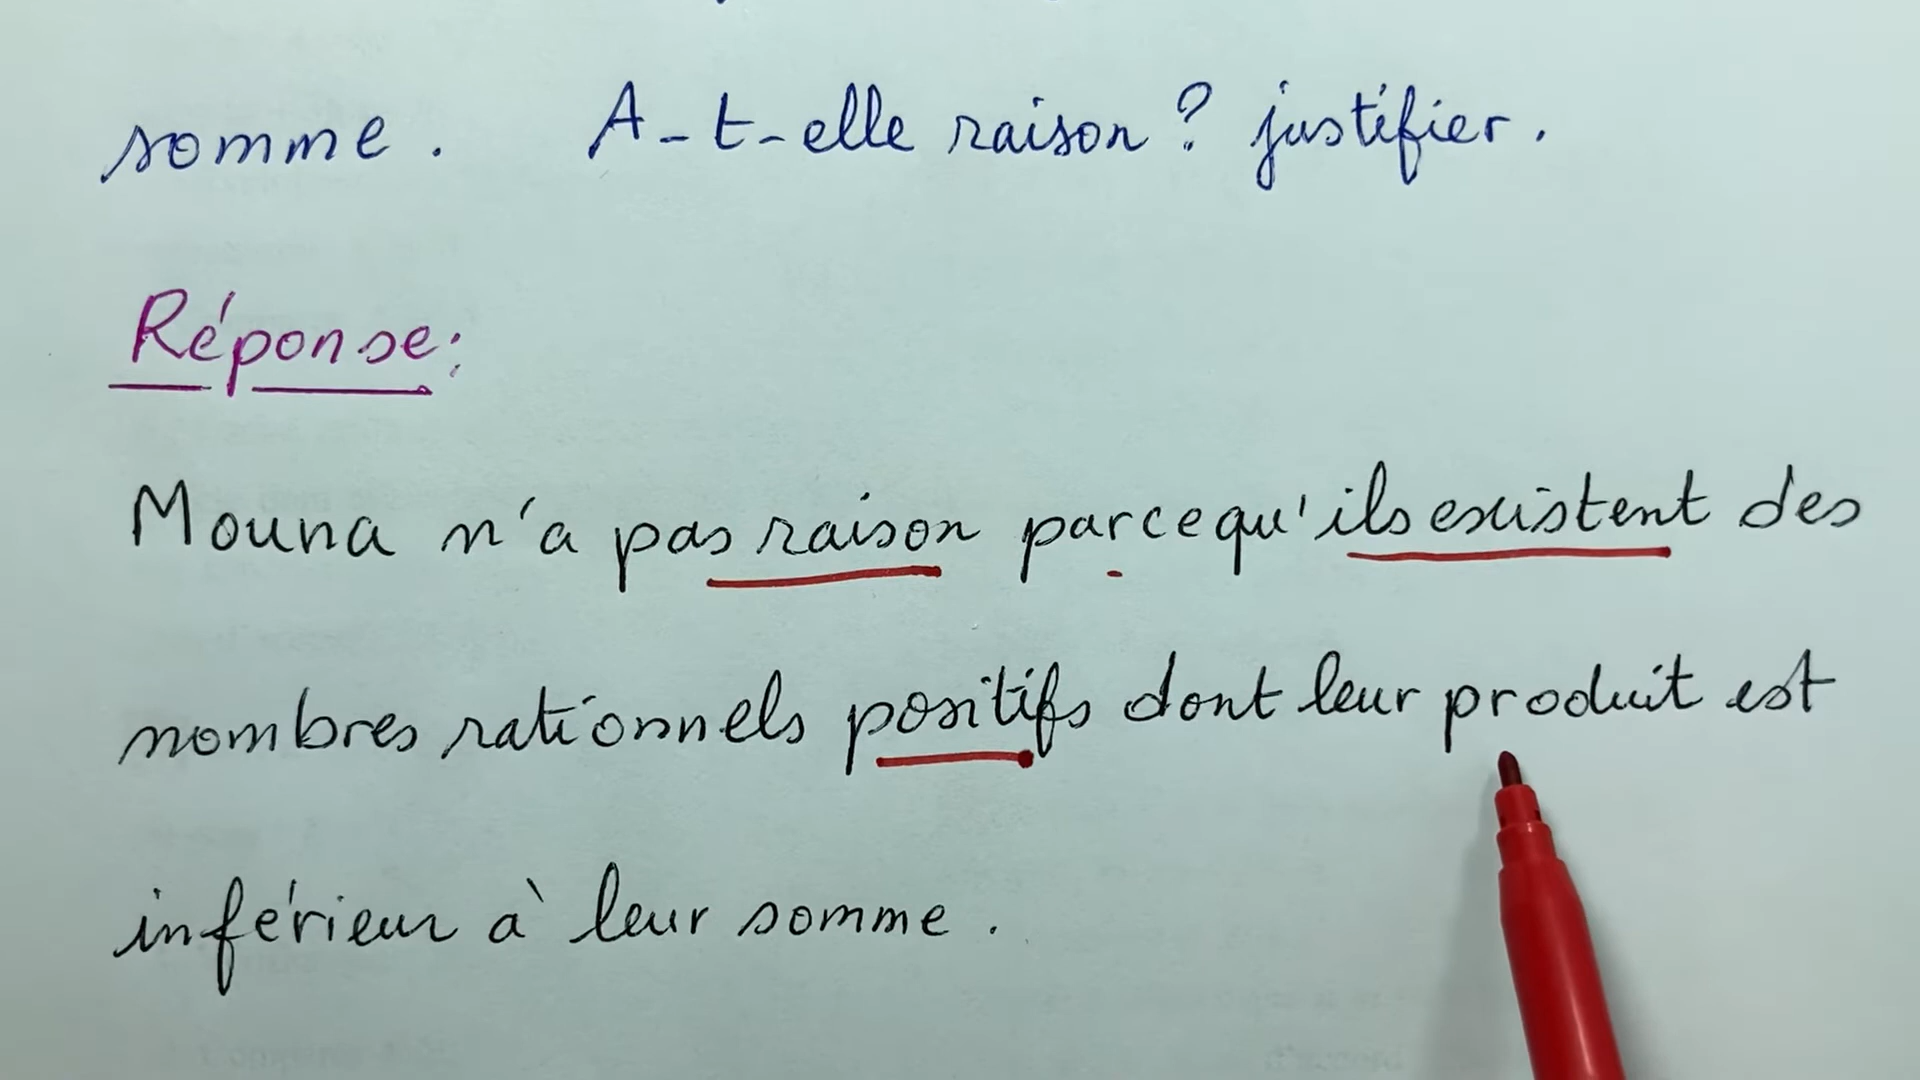 somme. A-t-elle raison ? justifier.
Réponse:
Mouna n'a pas raison parcequ'ils existent des
nombres rationnels positifs dont leur produit est
inférieur à leur somme.